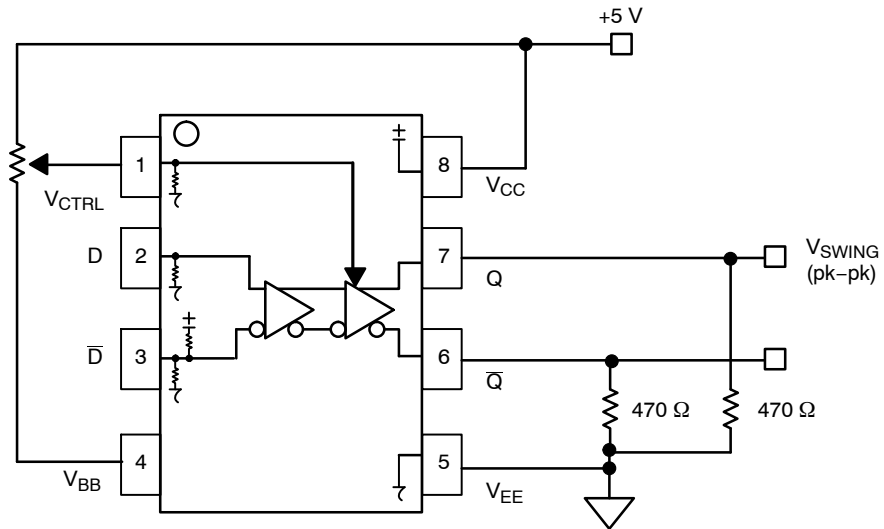 +5 V
1
8
V_CTRL
V_CC
D
2
7
V_SWING
(pk−pk)
Q
D̅
3
6
Q̅
470 Ω
470 Ω
4
5
V_BB
V_EE